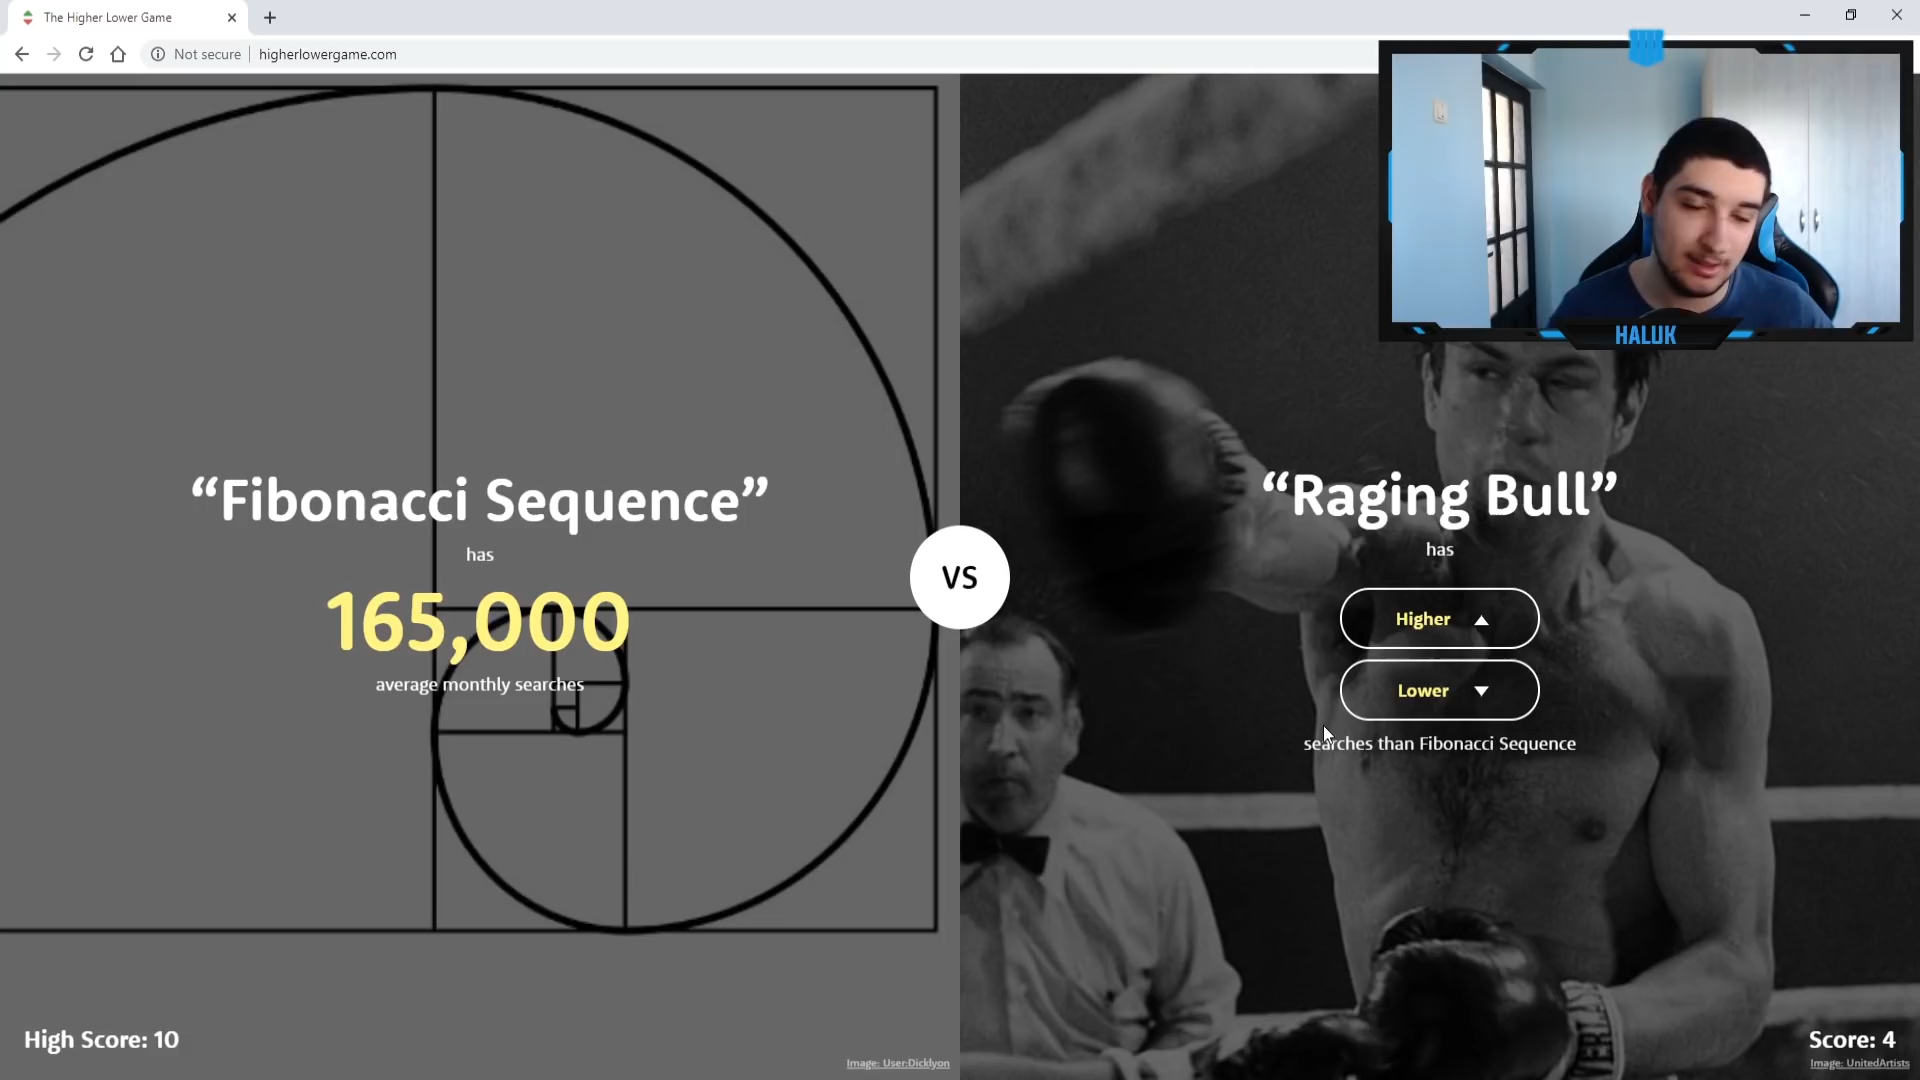 The Higher Lower Game
Not secure
higherlowergame.com
HALUK
“Fibonacci Sequence”
has
165,000
average monthly searches
VS
“Raging Bull”
has
Higher ▲
Lower ▼
searches than Fibonacci Sequence
High Score: 10
Image: User:Dicklyon
Score: 4
Image: UnitedArtists